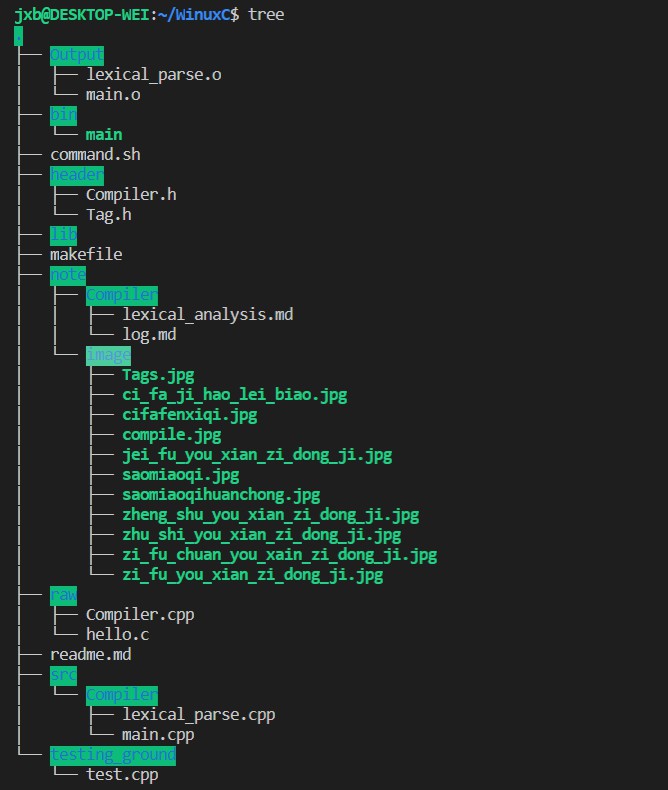 jxb@DESKTOP-WEI:~/WinuxC$ tree
.
├── Output
│   ├── lexical_parse.o
│   └── main.o
├── bin
│   └── main
├── command.sh
├── header
│   ├── Compiler.h
│   └── Tag.h
├── lib
├── makefile
├── note
│   ├── Compiler
│   │   ├── lexical_analysis.md
│   │   └── log.md
│   └── image
│       ├── Tags.jpg
│       ├── ci_fa_ji_hao_lei_biao.jpg
│       ├── cifafenxiqi.jpg
│       ├── compile.jpg
│       ├── jei_fu_you_xian_zi_dong_ji.jpg
│       ├── saomiaoqi.jpg
│       ├── saomiaoqihuanchong.jpg
│       ├── zheng_shu_you_xian_zi_dong_ji.jpg
│       ├── zhu_shi_you_xian_zi_dong_ji.jpg
│       ├── zi_fu_chuan_you_xain_zi_dong_ji.jpg
│       └── zi_fu_you_xian_zi_dong_ji.jpg
├── raw
│   ├── Compiler.cpp
│   └── hello.c
├── readme.md
├── src
│   └── Compiler
│       ├── lexical_parse.cpp
│       └── main.cpp
└── testing_ground
    └── test.cpp